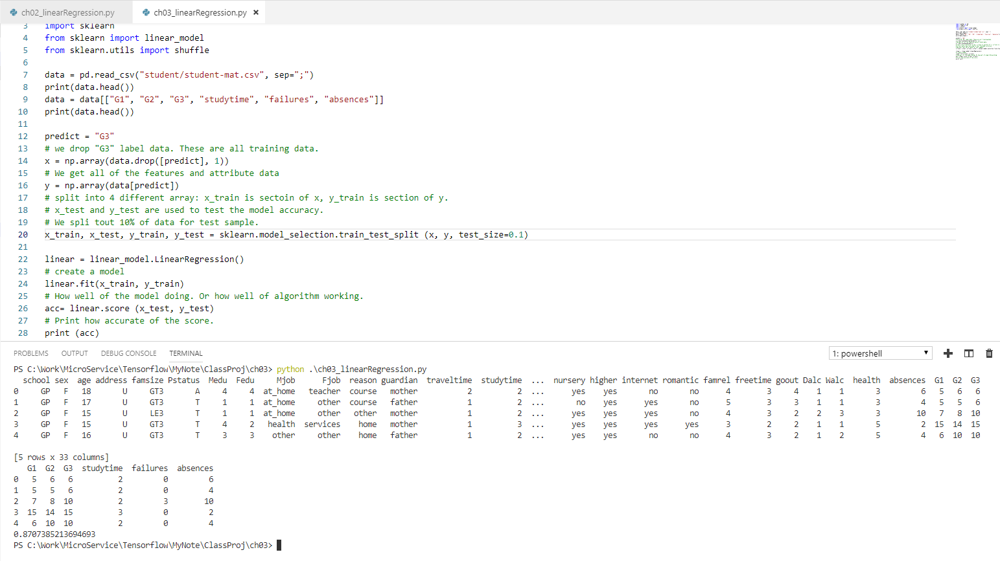 ch02_linearRegression.py
ch03_linearRegression.py ×
3 import sklearn
4 from sklearn import linear_model
5 from sklearn.utils import shuffle
6
7 data = pd.read_csv("student/student-mat.csv", sep=";")
8 print(data.head())
9 data = data[["G1", "G2", "G3", "studytime", "failures", "absences"]]
10 print(data.head())
11
12 predict = "G3"
13 # we drop "G3" label data. These are all training data.
14 x = np.array(data.drop([predict], 1))
15 # We get all of the features and attribute data
16 y = np.array(data[predict])
17 # split into 4 different array: x_train is sectoin of x, y_train is section of y.
18 # x_test and y_test are used to test the model accuracy.
19 # We spli tout 10% of data for test sample.
20 x_train, x_test, y_train, y_test = sklearn.model_selection.train_test_split (x, y, test_size=0.1)
21
22 linear = linear_model.LinearRegression()
23 # create a model
24 linear.fit(x_train, y_train)
25 # How well of the model doing. Or how well of algorithm working.
26 acc= linear.score (x_test, y_test)
27 # Print how accurate of the score.
28 print (acc)
PROBLEMS OUTPUT DEBUG CONSOLE TERMINAL 1: powershell
PS C:\Work\MicroService\Tensorflow\MyNote\ClassProj\ch03> python .\ch03_linearRegression.py
school sex age address famsize Pstatus Medu Fedu Mjob Fjob reason guardian traveltime studytime ... nursery higher internet romantic famrel freetime goout Dalc Walc health absences G1 G2 G3
0 GP F 18 U GT3 A 4 4 at_home teacher course mother 2 2 ... yes yes no no 4 3 4 1 1 3 6 5 6 6
1 GP F 17 U GT3 T 1 1 at_home other course father 1 2 ... no yes yes no 5 3 3 1 1 3 4 5 5 6
2 GP F 15 U LE3 T 1 1 at_home other other mother 1 2 ... yes yes yes no 4 3 2 2 3 3 10 7 8 10
3 GP F 15 U GT3 T 4 2 health services home mother 1 3 ... yes yes yes yes 3 2 2 1 1 5 2 15 14 15
4 GP F 16 U GT3 T 3 3 other other home father 1 2 ... yes yes no no 4 3 2 1 2 5 4 6 10 10
[5 rows x 33 columns]
G1 G2 G3 studytime failures absences
0 5 6 6 2 0 6
1 5 5 6 2 0 4
2 7 8 10 2 3 10
3 15 14 15 3 0 2
4 6 10 10 2 0 4
0.8707385213694693
PS C:\Work\MicroService\Tensorflow\MyNote\ClassProj\ch03>